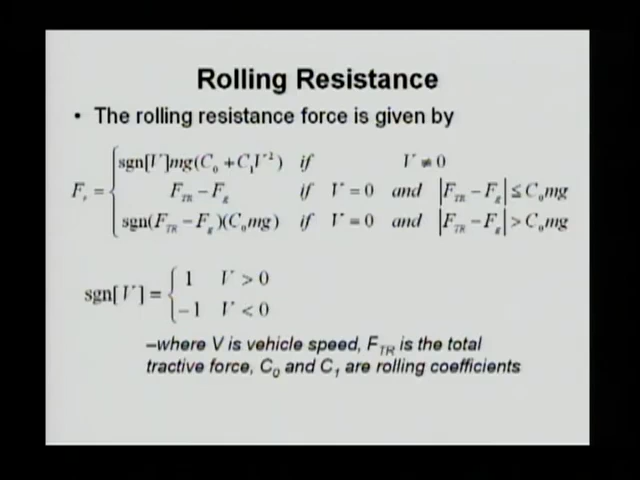 Rolling Resistance
• The rolling resistance force is given by
F_r = { sgn[V]mg(C_0 + C_1V^2) if V ≠ 0
F_TR − F_g if V = 0 and |F_TR − F_g| ≤ C_0mg
sgn(F_TR − F_g)(C_0mg) if V = 0 and |F_TR − F_g| > C_0mg
sgn[V] = { 1 V > 0
−1 V < 0
–where V is vehicle speed, F_TR is the total
tractive force, C_0 and C_1 are rolling coefficients